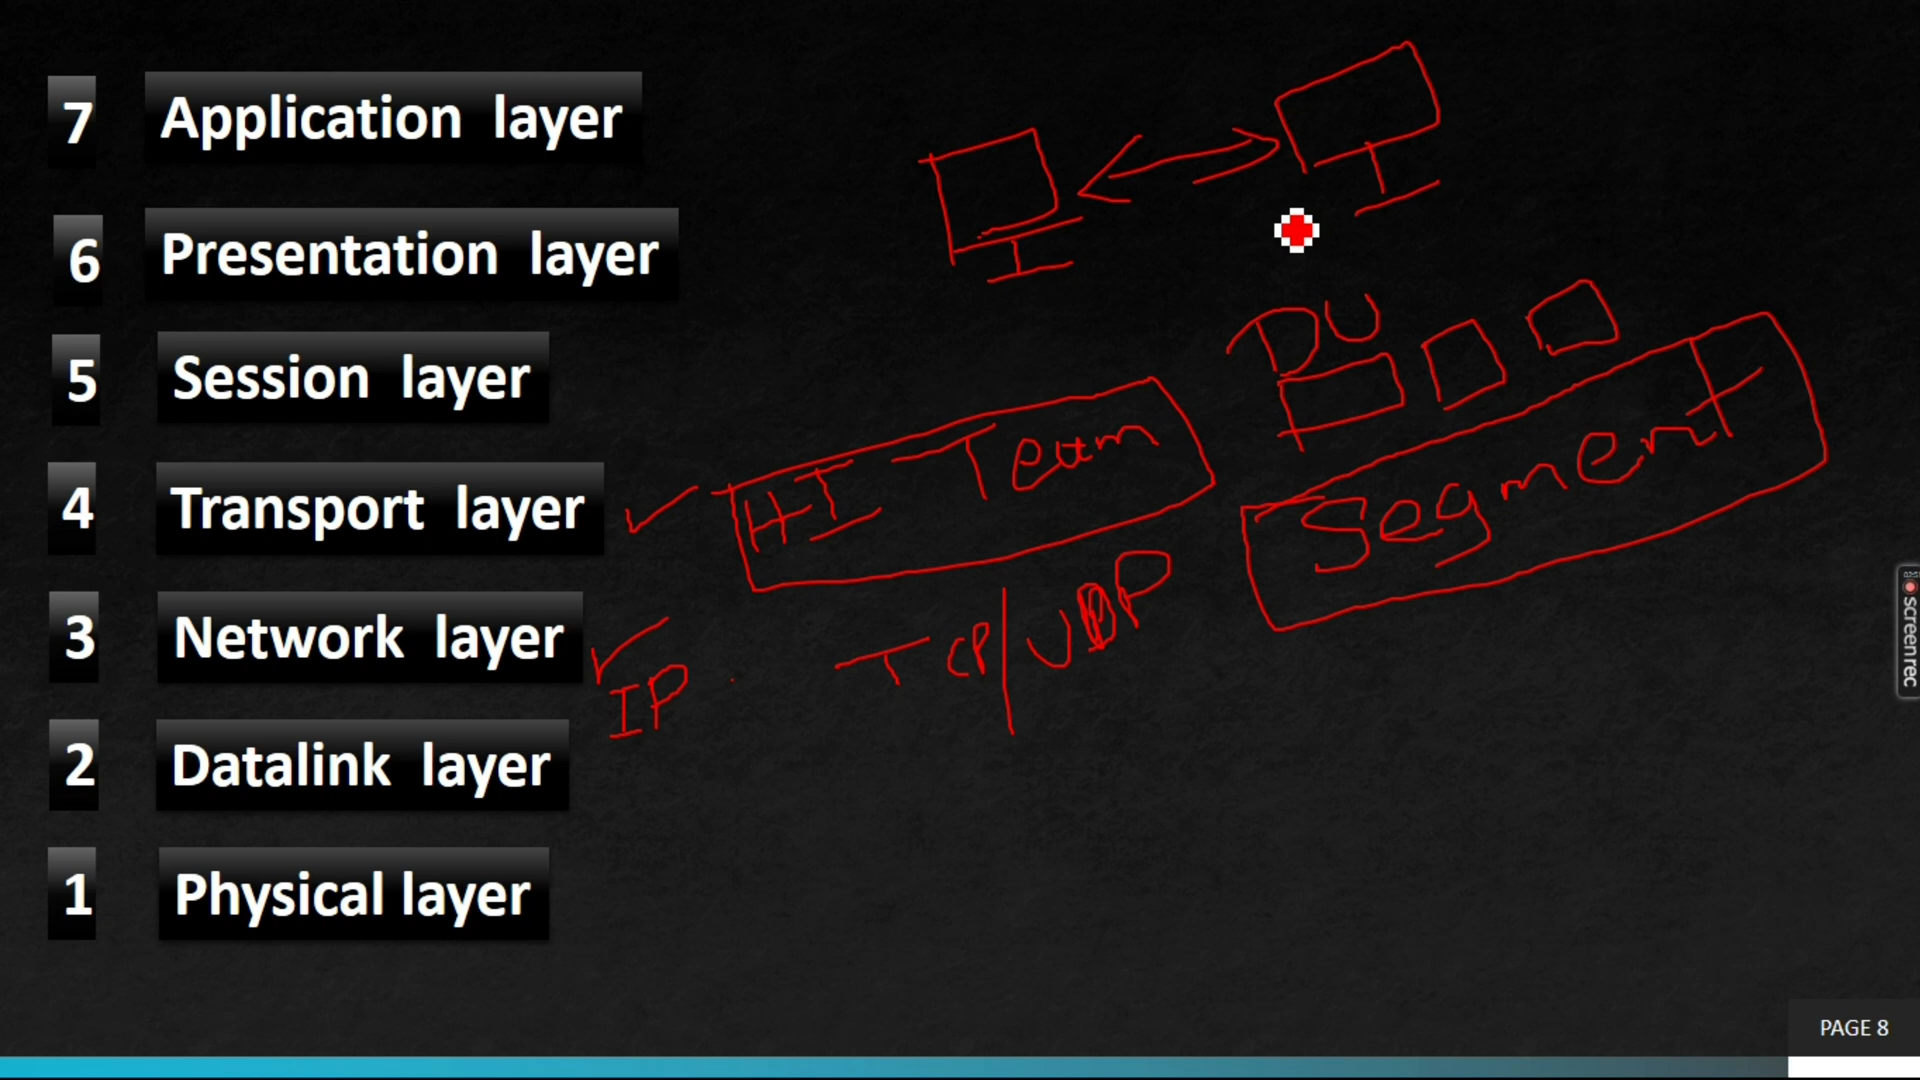 7 Application layer
6 Presentation layer
5 Session layer
4 Transport layer
3 Network layer
2 Datalink layer
1 Physical layer
DU
HI Team
Segment
TCP/UDP
IP
screenrec
PAGE 8